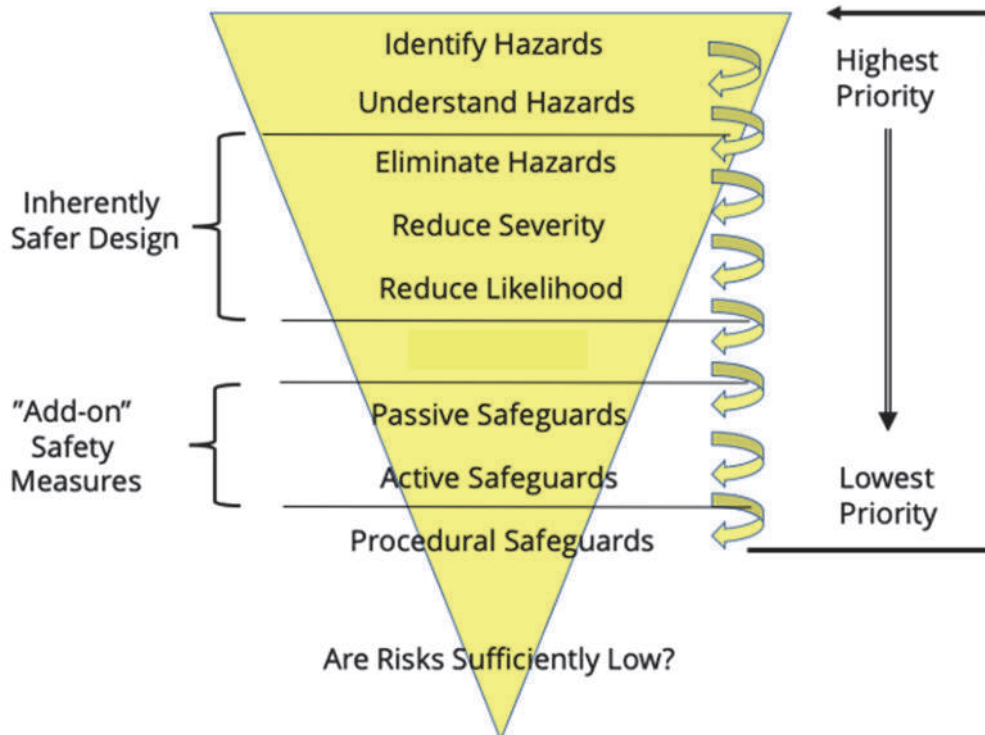 Identify Hazards
Understand Hazards
Eliminate Hazards
Reduce Severity
Reduce Likelihood
Passive Safeguards
Active Safeguards
Procedural Safeguards
Are Risks Sufficiently Low?
Inherently
Safer Design
”Add-on”
Safety
Measures
Highest
Priority
Lowest
Priority